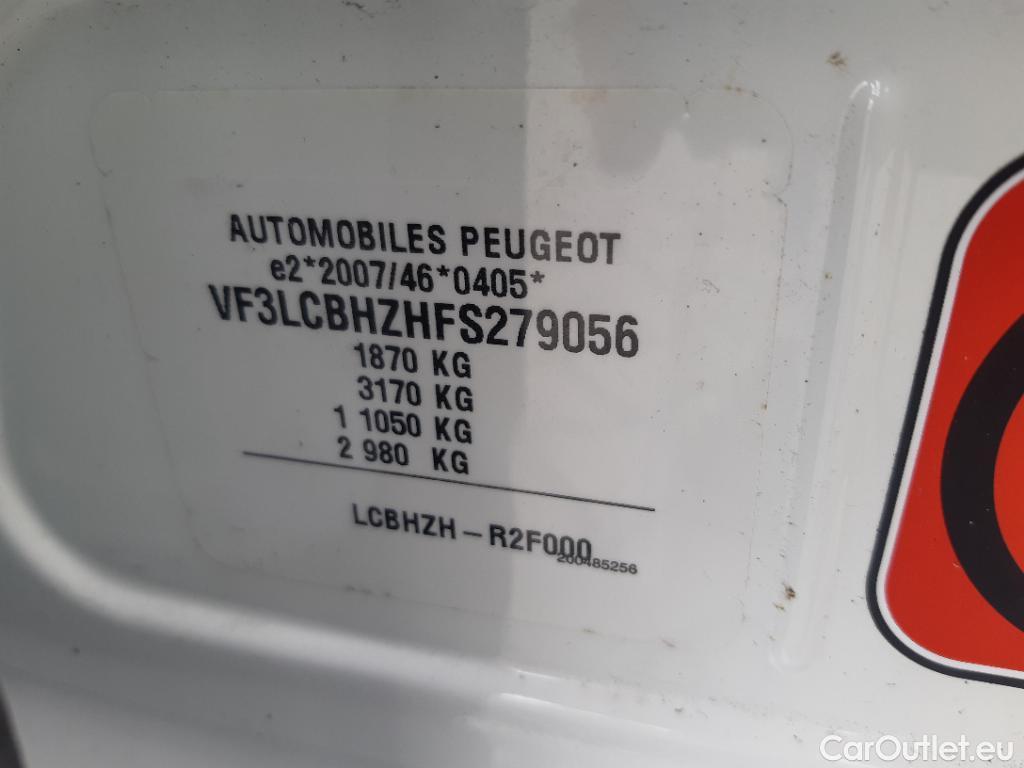 AUTOMOBILES PEUGEOT
e2*2007/46*0405*
VF3LCBHZHFS279056
1870 KG
3170 KG
1 1050 KG
2 980 KG
LCBHZH - R2F000
200485256
CarOutlet.eu